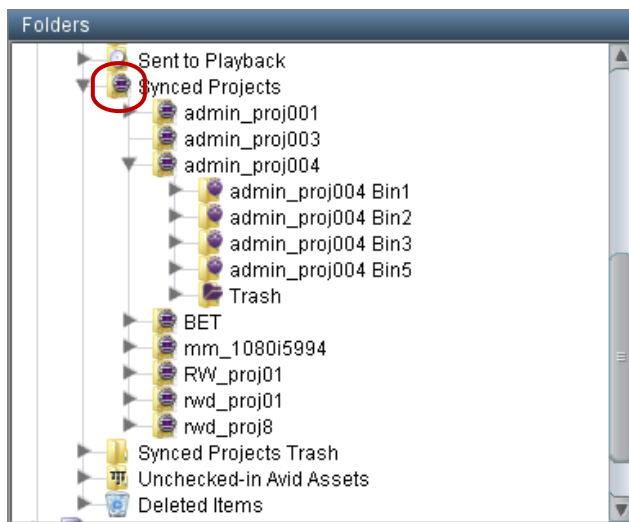 Folders
Sent to Playback
Synced Projects
admin_proj001
admin_proj003
admin_proj004
admin_proj004 Bin1
admin_proj004 Bin2
admin_proj004 Bin3
admin_proj004 Bin5
Trash
BET
mm_1080i5994
RW_proj01
rwd_proj01
rwd_proj8
Synced Projects Trash
Unchecked-in Avid Assets
Deleted Items